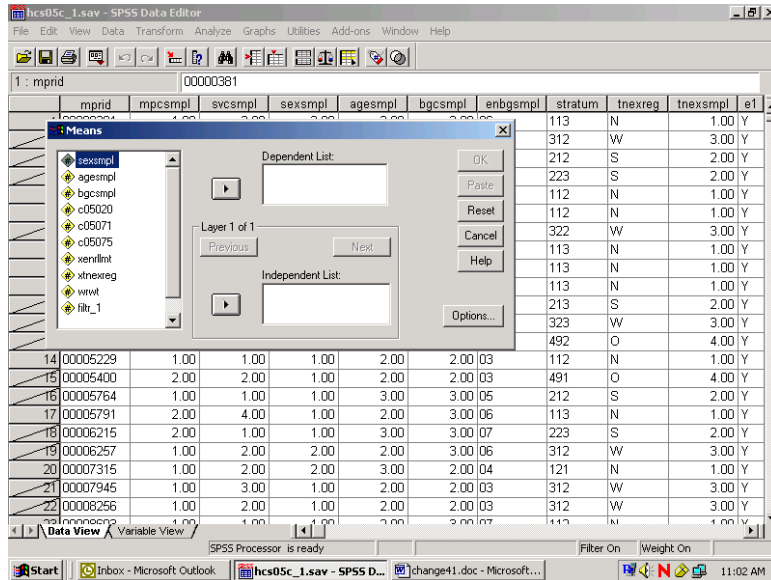 hcs05c_1.sav - SPSS Data Editor
File Edit View Data Transform Analyze Graphs Utilities Add-ons Window Help
1 : mprid 00000381
mprid mpcsmpl svcsmpl sexsmpl agesmpl bgcsmpl enbgsmpl stratum tnexreg tnexsmpl e1
113 N 1.00 Y
Means
312 W 3.00 Y
sexsmpl Dependent List: OK
212 S 2.00 Y
agesmpl
223 S 2.00 Y
bgcsmpl Paste
112 N 1.00 Y
c05020 Reset
112 N 1.00 Y
c05071 Layer 1 of 1 Cancel
322 W 3.00 Y
c05075 Previous Next
113 N 1.00 Y
xenrllmt Help
113 N 1.00 Y
xtnexreg Independent List:
113 N 1.00 Y
wrwt
213 S 2.00 Y
filtr_1 Options...
323 W 3.00 Y
492 O 4.00 Y
14 00005229 1.00 1.00 1.00 2.00 2.00 03 112 N 1.00 Y
15 00005400 2.00 2.00 1.00 2.00 2.00 03 491 O 4.00 Y
16 00005764 1.00 1.00 1.00 3.00 3.00 05 212 S 2.00 Y
17 00005791 2.00 4.00 1.00 2.00 3.00 06 113 N 1.00 Y
18 00006215 2.00 1.00 1.00 3.00 3.00 07 223 S 2.00 Y
19 00006257 1.00 2.00 2.00 2.00 3.00 06 312 W 3.00 Y
20 00007315 1.00 2.00 2.00 3.00 2.00 04 121 N 1.00 Y
21 00007945 1.00 3.00 1.00 2.00 2.00 03 312 W 3.00 Y
22 00008256 1.00 2.00 1.00 2.00 2.00 03 312 W 3.00 Y
Data View Variable View
SPSS Processor is ready Filter On Weight On
Start Inbox - Microsoft Outlook hcs05c_1.sav - SPSS D... change41.doc - Microsoft... 11:02 AM